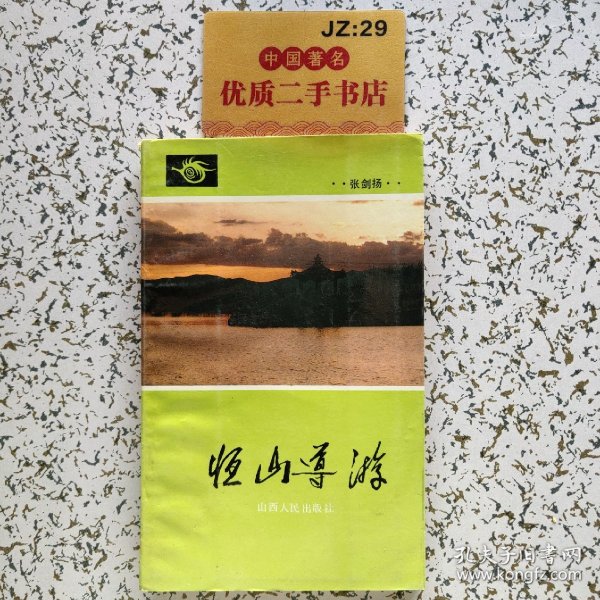 JZ:29
中国著名
优质二手书店
··张剑扬··
恒山导游
山西人民出版社
孔夫子旧书网
www.kongfz.com